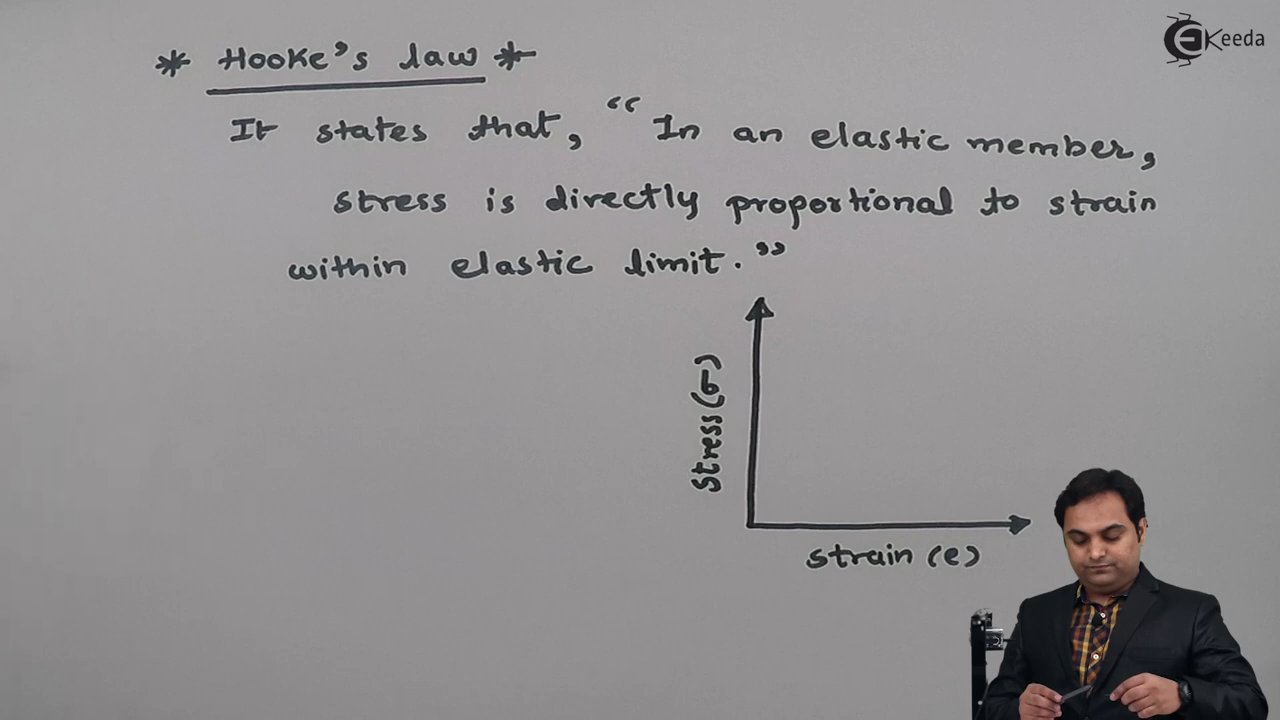 * Hooke's law *
It states that, "In an elastic member,
stress is directly proportional to strain
within elastic limit."
Stress (σ)
strain (e)
eKeeda